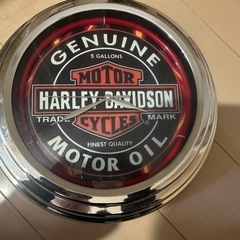 GENUINE
5 GALLONS
MOTOR
HARLEY-DAVIDSON
TRADE MARK
CYCLES
FINEST QUALITY
MOTOR OIL